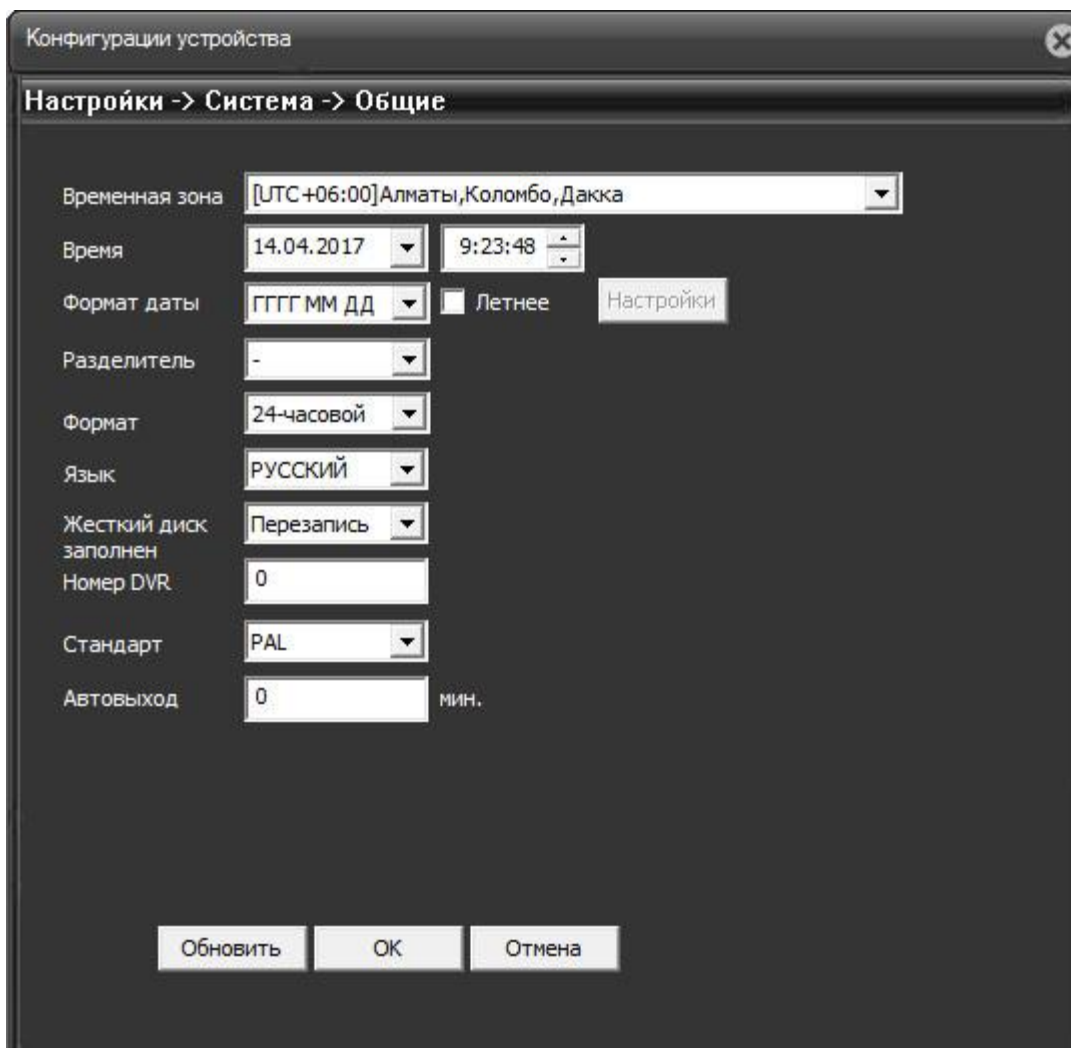 Конфигурации устройства
Настройки -> Система -> Общие
Временная зона [UTC+06:00]Алматы,Коломбо,Дакка
Время 14.04.2017 9:23:48
Формат даты ГГГГ ММ ДД Летнее Настройки
Разделитель -
Формат 24-часовой
Язык РУССКИЙ
Жесткий диск Перезапись
заполнен
Номер DVR 0
Стандарт PAL
Автовыход 0 мин.
Обновить OK Отмена